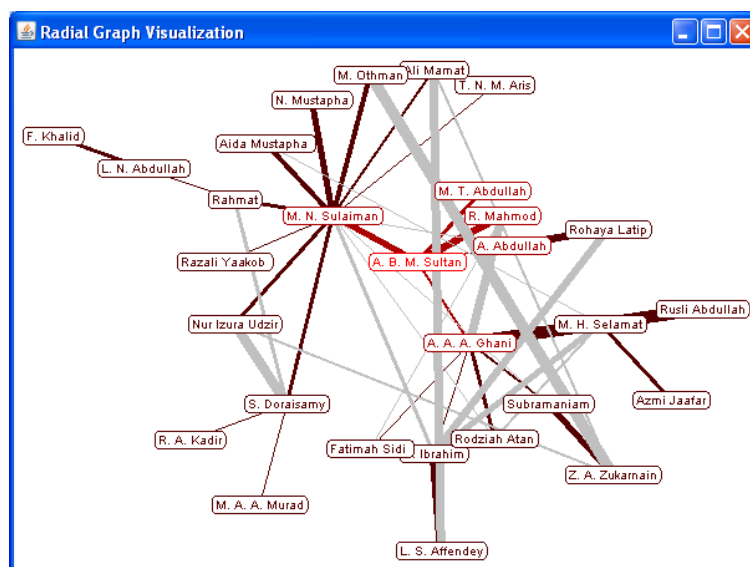 Radial Graph Visualization
M. Othman
Ali Mamat
T. N. M. Aris
N. Mustapha
F. Khalid
Aida Mustapha
L. N. Abdullah
Rahmat
M. T. Abdullah
M. N. Sulaiman
R. Mahmod
Rohaya Latip
A. Abdullah
Razali Yaakob
A. B. M. Sultan
Rusli Abdullah
Nur Izura Udzir
M. H. Selamat
A. A. A. Ghani
Azmi Jaafar
S. Doraisamy
Subramaniam
R. A. Kadir
Rodziah Atan
Fatimah Sidi
Ibrahim
Z. A. Zukarnain
M. A. A. Murad
L. S. Affendey